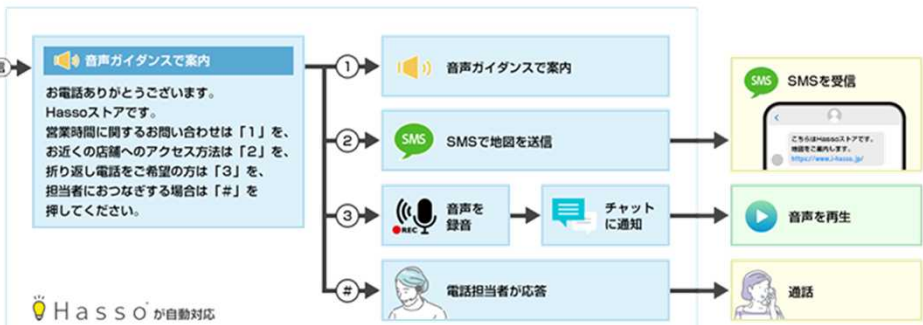 音声ガイダンスで案内
お電話ありがとうございます。
Hassoストアです。
営業時間に関するお問い合わせは「1」を、
お近くの店舗へのアクセス方法は「2」を、
折り返し電話をご希望の方は「3」を、
担当者におつなぎする場合は「#」を
押してください。
Hassoが自動対応
1
音声ガイダンスで案内
2
SMS
SMSで地図を送信
3
REC
音声を
録音
チャット
に通知
#
電話担当者が応答
SMS
SMSを受信
こちらはHassoストアです。
地図をご案内します。
https://www.i-hasso.jp/
音声を再生
通話